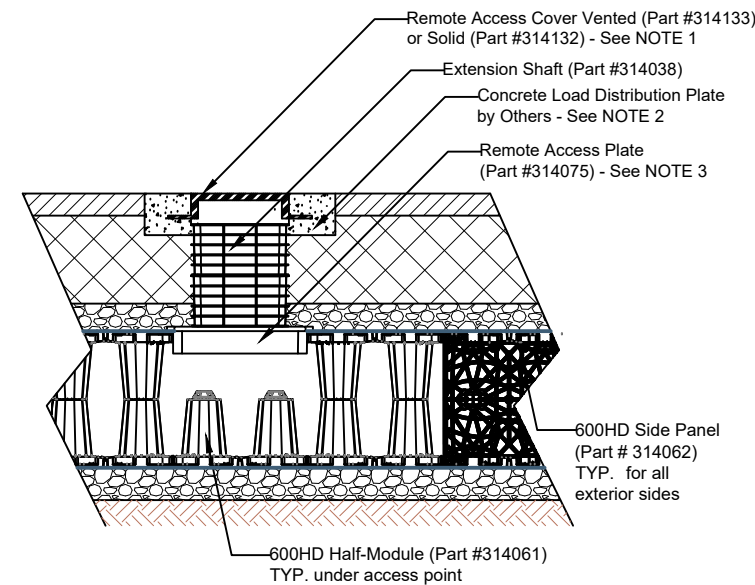 Remote Access Cover Vented (Part #314133)
or Solid (Part #314132) - See NOTE 1
Extension Shaft (Part #314038)
Concrete Load Distribution Plate
by Others - See NOTE 2
Remote Access Plate
(Part #314075) - See NOTE 3
600HD Side Panel
(Part # 314062)
TYP. for all
exterior sides
600HD Half-Module (Part #314061)
TYP. under access point